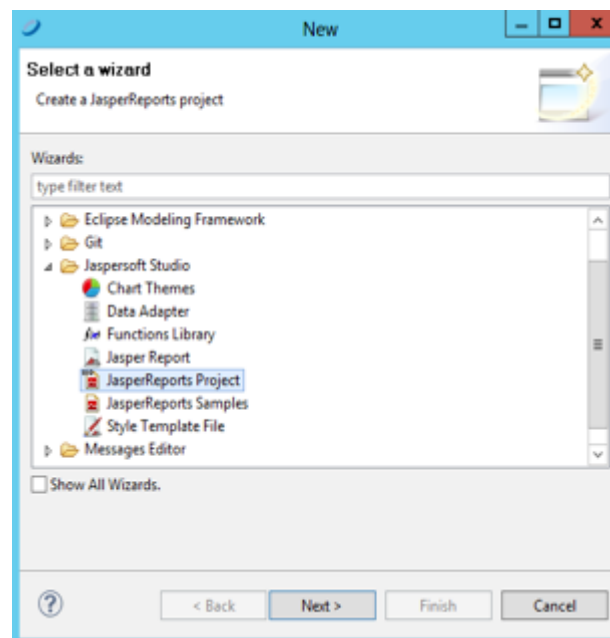 New
Select a wizard
Create a JasperReports project
Wizards:
type filter text
Eclipse Modeling Framework
Git
Jaspersoft Studio
Chart Themes
Data Adapter
Functions Library
Jasper Report
JasperReports Project
JasperReports Samples
Style Template File
Messages Editor
Show All Wizards.
< Back Next > Finish Cancel